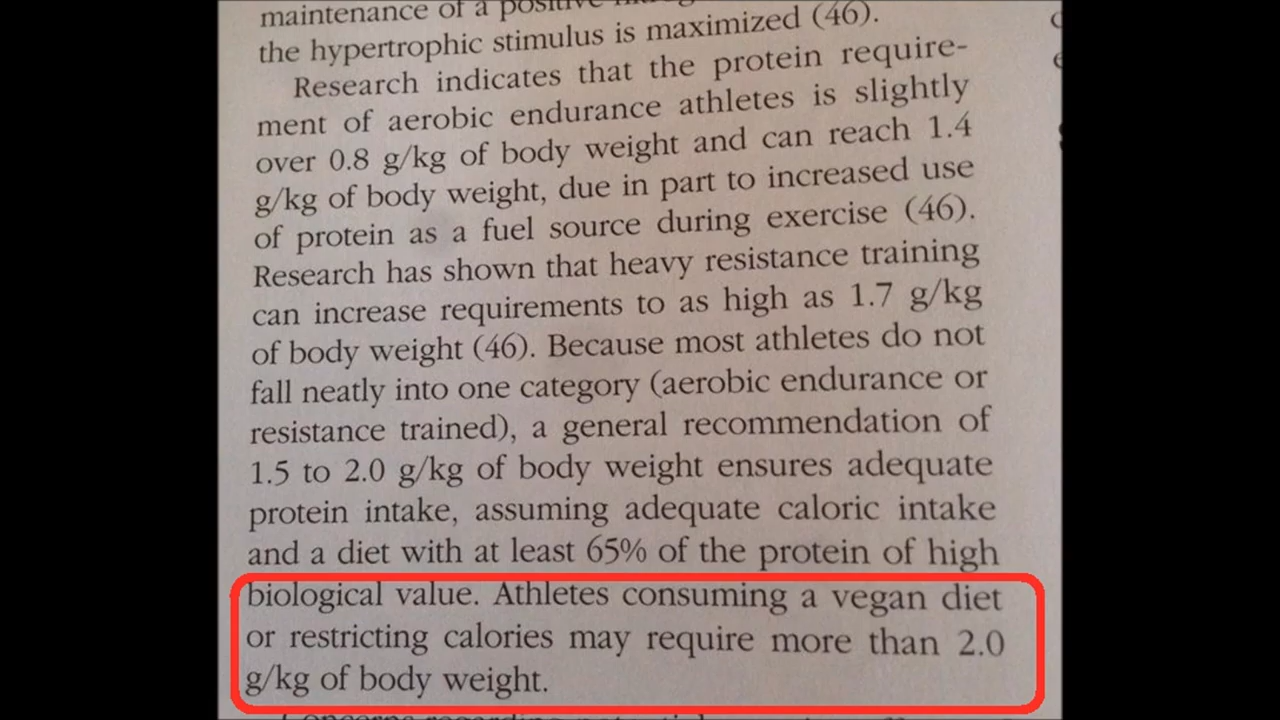 maintenance of a positive
the hypertrophic stimulus is maximized (46).
Research indicates that the protein require-
ment of aerobic endurance athletes is slightly
over 0.8 g/kg of body weight and can reach 1.4
g/kg of body weight, due in part to increased use
of protein as a fuel source during exercise (46).
Research has shown that heavy resistance training
can increase requirements to as high as 1.7 g/kg
of body weight (46). Because most athletes do not
fall neatly into one category (aerobic endurance or
resistance trained), a general recommendation of
1.5 to 2.0 g/kg of body weight ensures adequate
protein intake, assuming adequate caloric intake
and a diet with at least 65% of the protein of high
biological value. Athletes consuming a vegan diet
or restricting calories may require more than 2.0
g/kg of body weight.